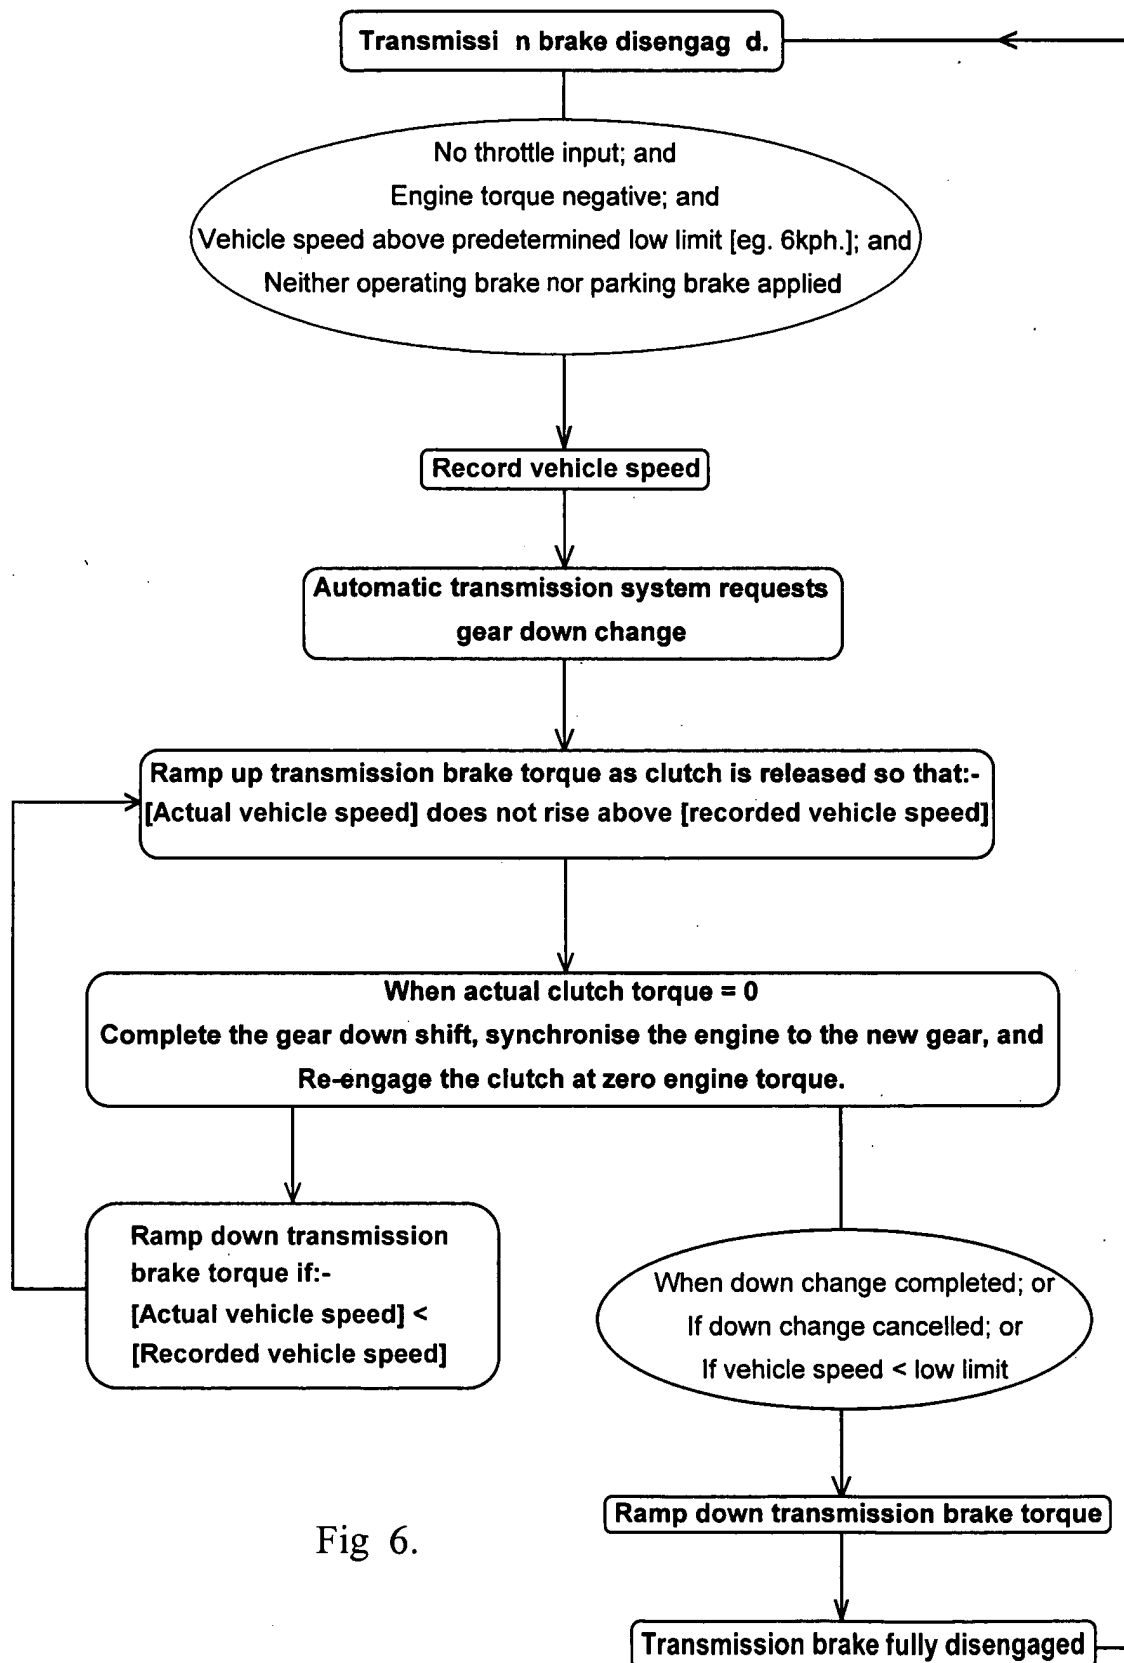 Transmissi n brake disengag d.
No throttle input; and
Engine torque negative; and
Vehicle speed above predetermined low limit [eg. 6kph.]; and
Neither operating brake nor parking brake applied
Record vehicle speed
Automatic transmission system requests
gear down change
Ramp up transmission brake torque as clutch is released so that:-
[Actual vehicle speed] does not rise above [recorded vehicle speed]
When actual clutch torque = 0
Complete the gear down shift, synchronise the engine to the new gear, and
Re-engage the clutch at zero engine torque.
Ramp down transmission
brake torque if:-
[Actual vehicle speed] <
[Recorded vehicle speed]
When down change completed; or
If down change cancelled; or
If vehicle speed < low limit
Ramp down transmission brake torque
Transmission brake fully disengaged
Fig 6.